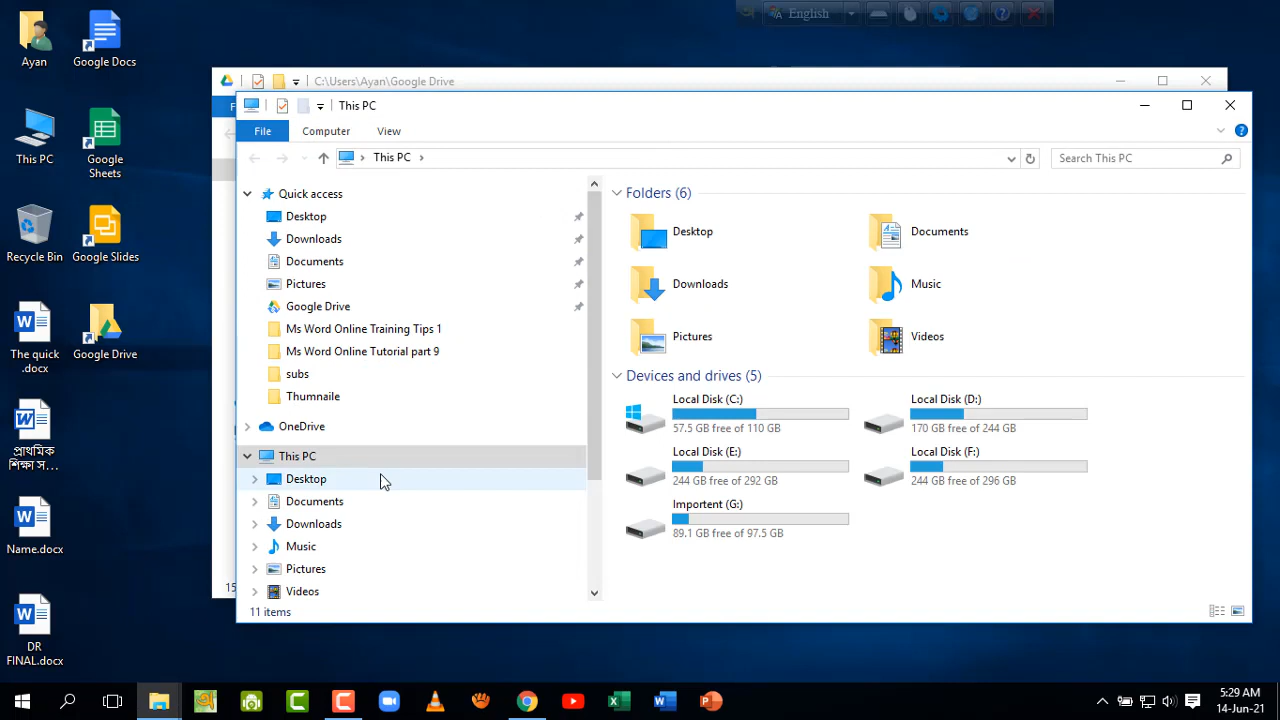 Ayan
Google Docs
This PC
Google
Sheets
Recycle Bin
Google Slides
The quick
.docx
Google Drive
প্রাথমিক
শিক্ষা স...
Name.docx
DR
FINAL.docx
English
C:\Users\Ayan\Google Drive
F
15
This PC
File
Computer
View
This PC
Search This PC
Quick access
Desktop
Downloads
Documents
Pictures
Google Drive
Ms Word Online Training Tips 1
Ms Word Online Tutorial part 9
subs
Thumnaile
OneDrive
This PC
Desktop
Documents
Downloads
Music
Pictures
Videos
11 items
Folders (6)
Desktop
Documents
Downloads
Music
Pictures
Videos
Devices and drives (5)
Local Disk (C:)
57.5 GB free of 110 GB
Local Disk (D:)
170 GB free of 244 GB
Local Disk (E:)
244 GB free of 292 GB
Local Disk (F:)
244 GB free of 296 GB
Importent (G:)
89.1 GB free of 97.5 GB
5:29 AM
14-Jun-21